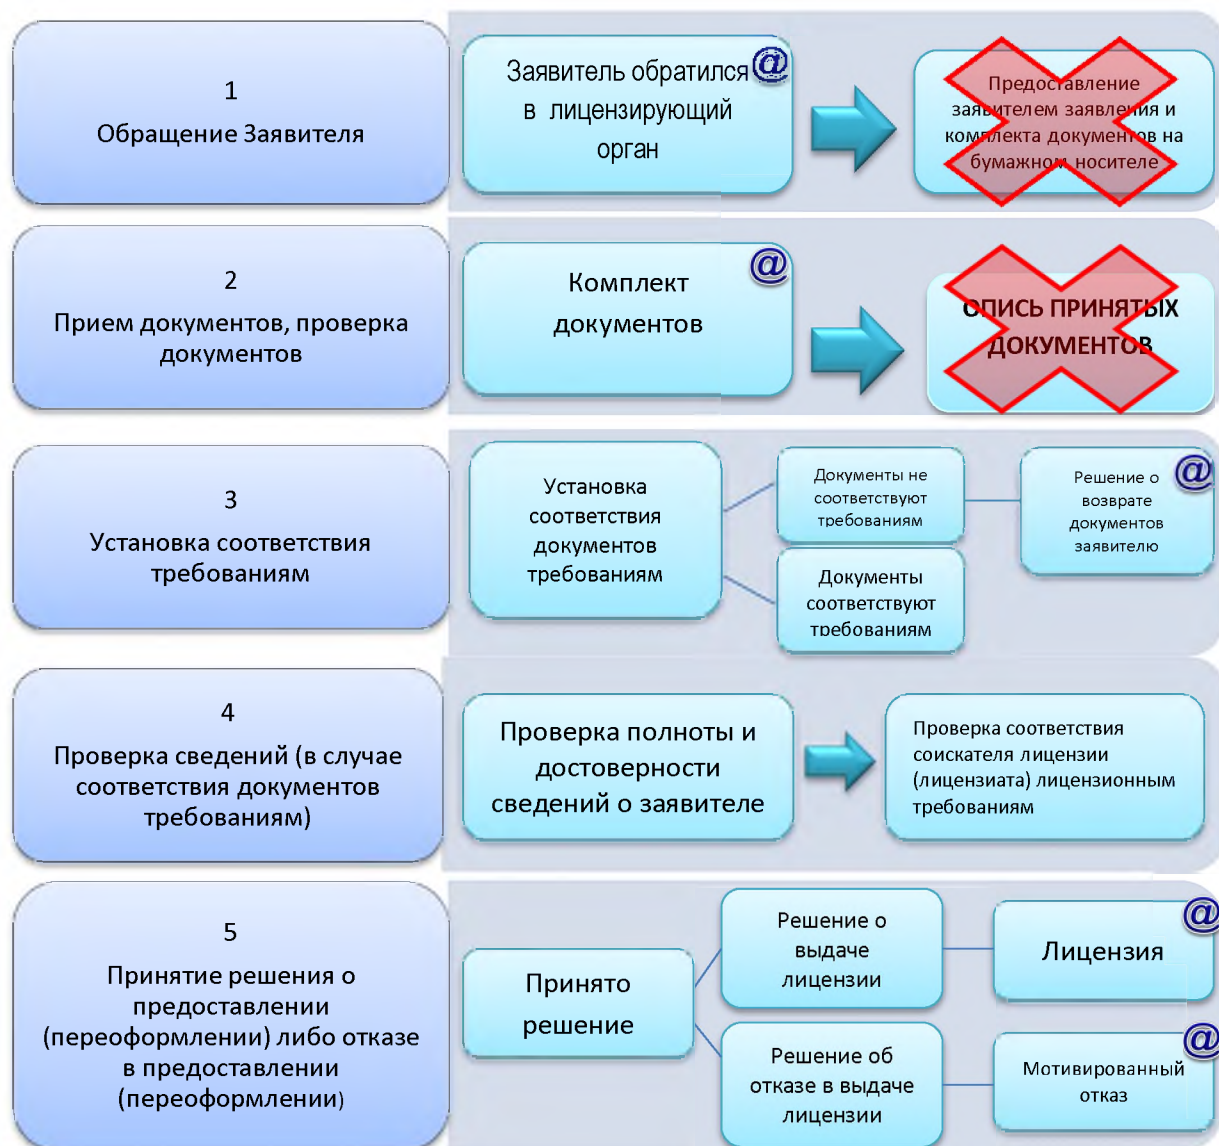 1
Обращение Заявителя
Заявитель обратился
в лицензирующий
орган
@
Предоставление
заявителем заявления и
комплекта документов на
бумажном носителе
2
Прием документов, проверка
документов
Комплект
документов
@
ОПИСЬ ПРИНЯТЫХ
ДОКУМЕНТОВ
3
Установка соответствия
требованиям
Установка
соответствия
документов
требованиям
Документы не
соответствуют
требованиям
Решение о
возврате
документов
заявителю
@
Документы
соответствуют
требованиям
4
Проверка сведений (в случае
соответствия документов
требованиям)
Проверка полноты и
достоверности
сведений о заявителе
Проверка соответствия
соискателя лицензии
(лицензиата) лицензионным
требованиям
5
Принятие решения о
предоставлении
(переоформлении) либо отказе
в предоставлении
(переоформлении)
Принято
решение
Решение о
выдаче
лицензии
Лицензия
@
Решение об
отказе в выдаче
лицензии
Мотивированный
отказ
@